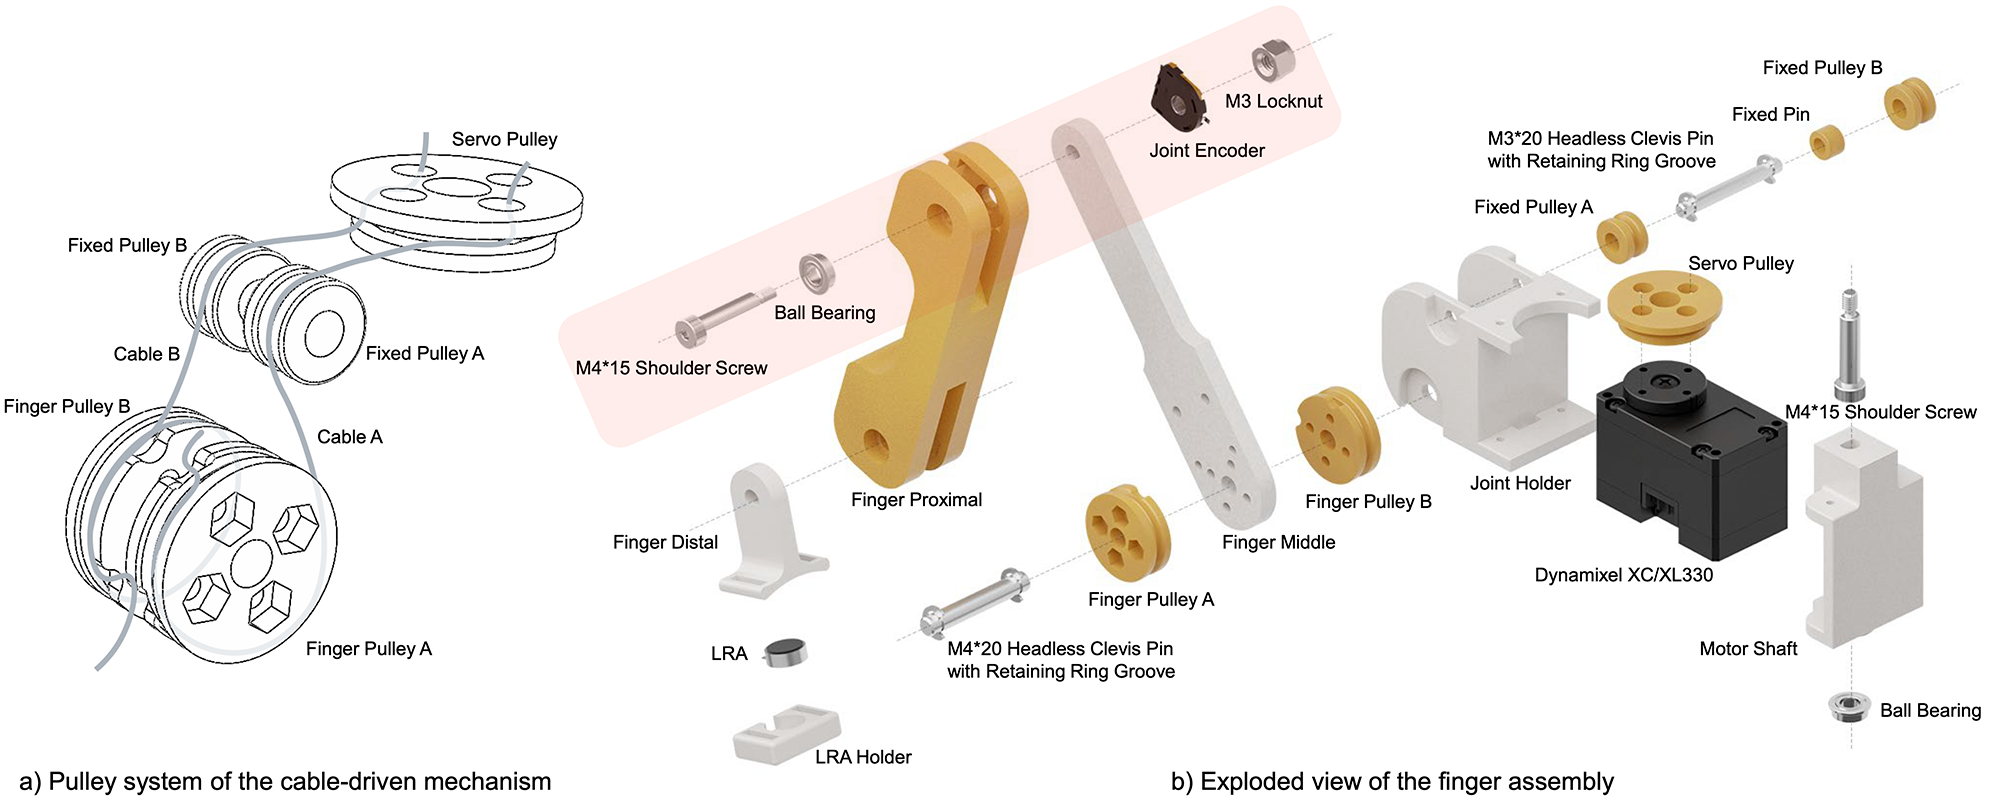 Servo Pulley
Fixed Pulley B
Fixed Pulley A
Cable B
Finger Pulley B
Cable A
Finger Pulley A
a) Pulley system of the cable-driven mechanism
M3 Locknut
Joint Encoder
Ball Bearing
M4*15 Shoulder Screw
Finger Proximal
Finger Distal
LRA
LRA Holder
M4*20 Headless Clevis Pin
with Retaining Ring Groove
Finger Pulley A
Finger Middle
Finger Pulley B
Fixed Pulley B
Fixed Pin
M3*20 Headless Clevis Pin
with Retaining Ring Groove
Fixed Pulley A
Servo Pulley
Joint Holder
M4*15 Shoulder Screw
Dynamixel XC/XL330
Motor Shaft
Ball Bearing
b) Exploded view of the finger assembly